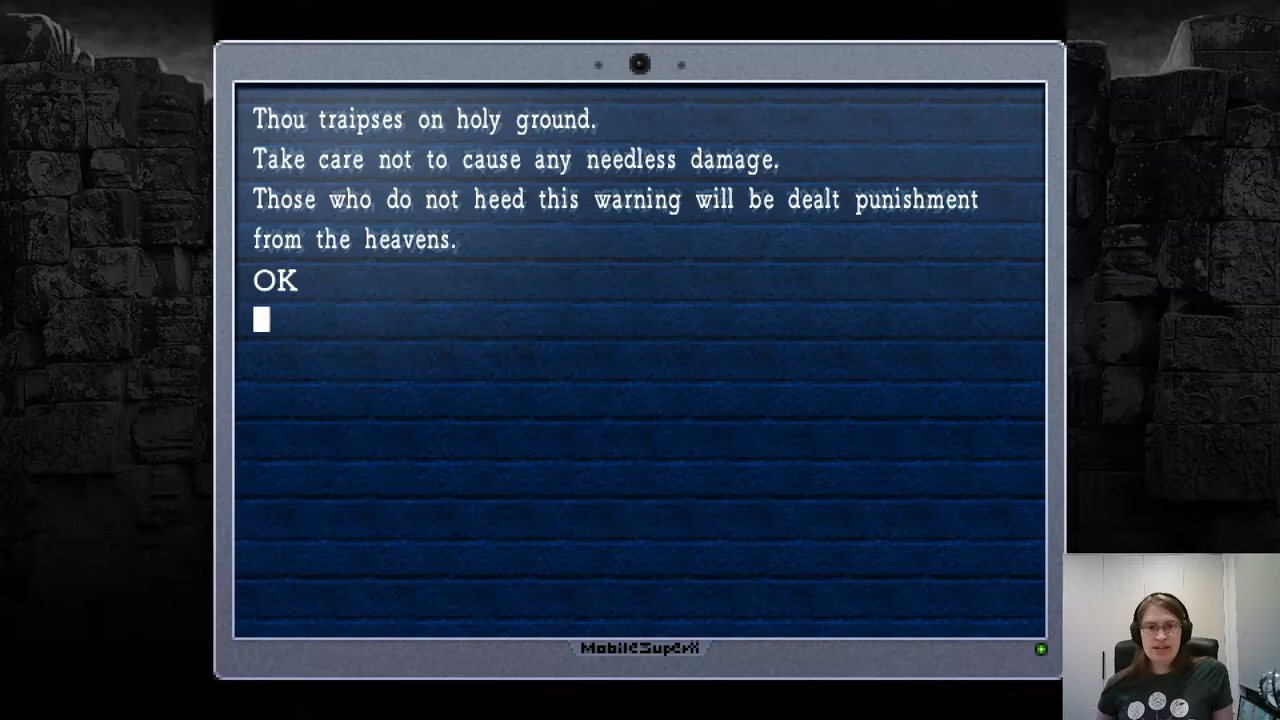 Thou traipses on holy ground.
Take care not to cause any needless damage.
Those who do not heed this warning will be dealt punishment
from the heavens.
OK
MobileSuperX